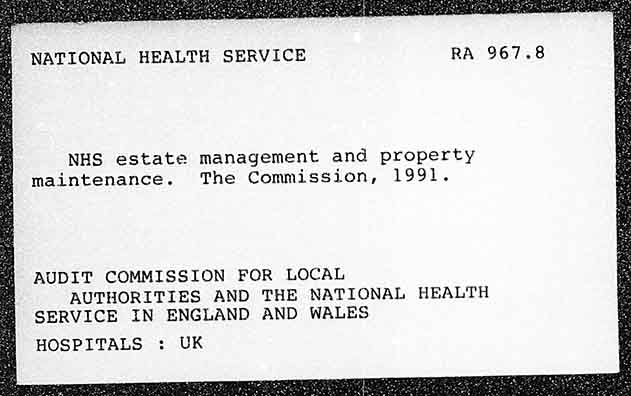 NATIONAL HEALTH SERVICE RA 967.8
NHS estate management and property
maintenance. The Commission, 1991.
AUDIT COMMISSION FOR LOCAL
AUTHORITIES AND THE NATIONAL HEALTH
SERVICE IN ENGLAND AND WALES
HOSPITALS : UK